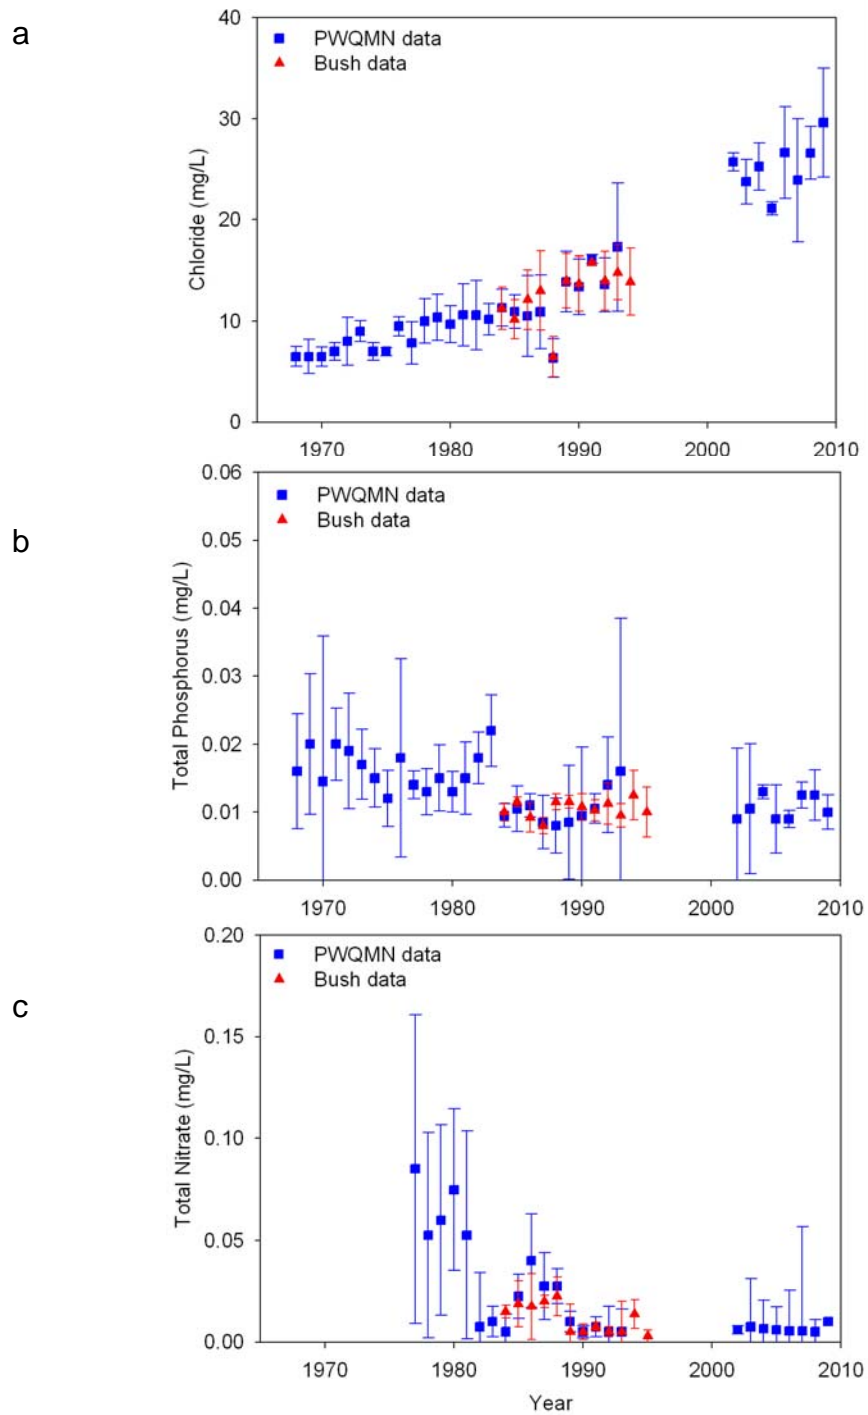 a
40
PWQMN data
Bush data
30
Chloride (mg/L)
20
10
0
1970 1980 1990 2000 2010
b
0.06
PWQMN data
Bush data
0.05
0.04
Total Phosphorus (mg/L)
0.03
0.02
0.01
0.00
1970 1980 1990 2000 2010
c
0.20
PWQMN data
Bush data
0.15
Total Nitrate (mg/L)
0.10
0.05
0.00
1970 1980 1990 2000 2010
Year